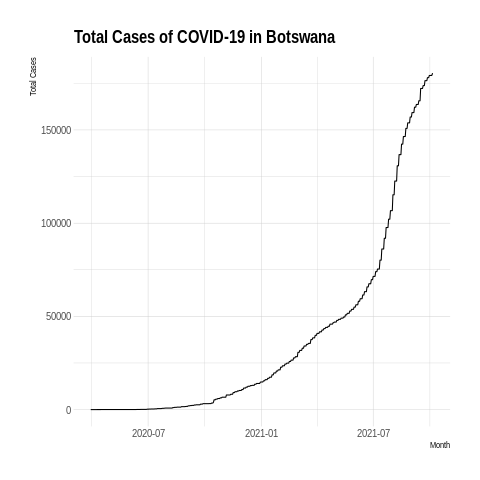 Total Cases of COVID-19 in Botswana
Total Cases
150000
100000
50000
0
2020-07
2021-01
2021-07
Month